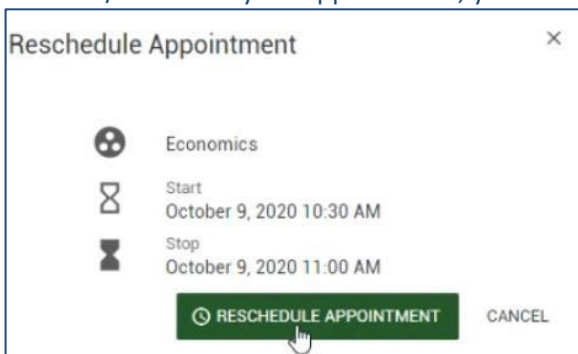 Reschedule Appointment
Economics
Start
October 9, 2020 10:30 AM
Stop
October 9, 2020 11:00 AM
RESCHEDULE APPOINTMENT CANCEL